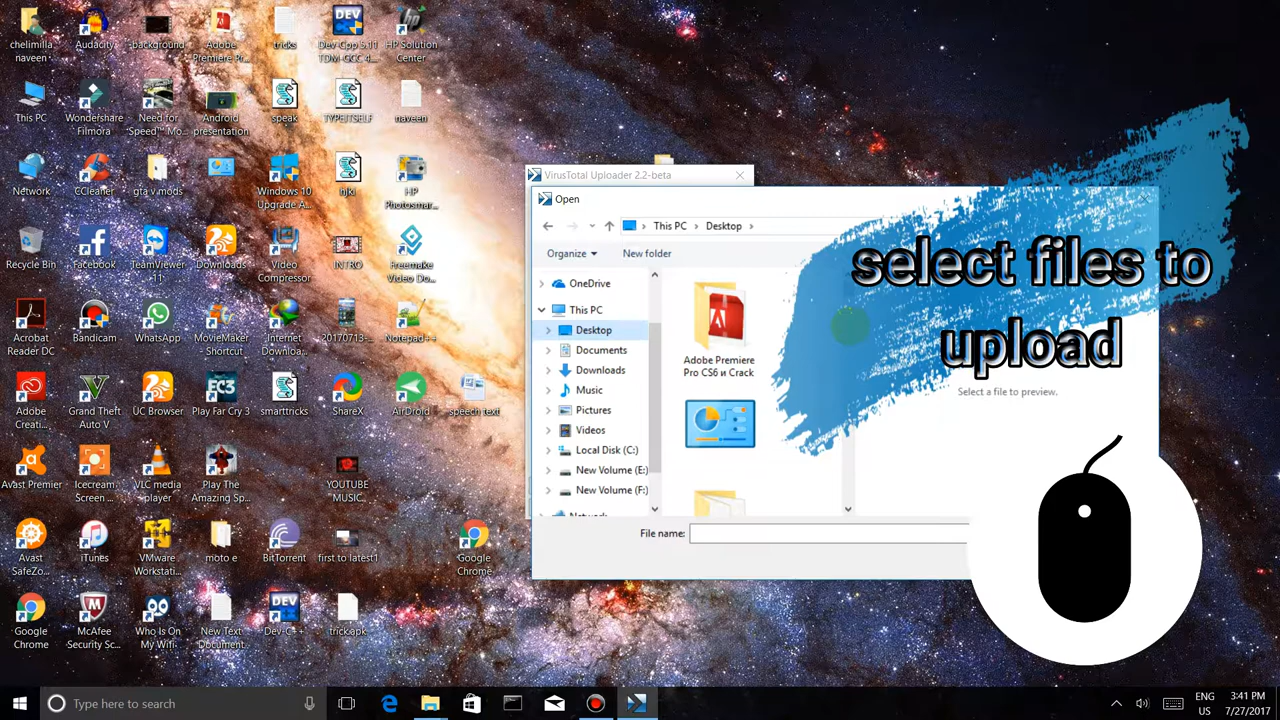 chelimilla
naveen
Audacity
-background
Adobe
Premiere Pr...
tricks
Dev-Cpp 5.11
TDM-GCC 4...
HP Solution
Center
This PC
Wondershare
Filmora
Need for
Speed™ Mo...
Android
presentation
speak
TYPEITSELF
naveen
Network
CCleaner
gta v mods
Windows 10
Upgrade A...
njkl
HP
Photosmar...
Recycle Bin
Facebook
TeamViewer
Downloads
Video
Compressor
INTRO
Freemake
Video Do...
Acrobat
Reader DC
Bandicam
WhatsApp
MovieMaker
- Shortcut
Internet
Downloa...
20170713-...
Notepad++
Adobe
Creati...
Grand Theft
Auto V
UC Browser
Play Far Cry 3
smarttricks
ShareX
AirDroid
speech text
Avast Premier
Icecream
Screen ...
VLC media
player
Play The
Amazing Sp...
YOUTUBE
MUSIC...
Avast
SafeZo...
iTunes
VMware
Workstati...
moto e
BitTorrent
first to latest1
Google
Chrome
Google
Chrome
McAfee
Security Sc...
Who Is On
My Wifi
New Text
Document...
Dev-C++
trick.apk
VirusTotal Uploader 2.2-beta
Open
This PC
Desktop
Organize
New folder
OneDrive
This PC
Desktop
Documents
Downloads
Music
Pictures
Videos
Local Disk (C:)
New Volume (E:)
New Volume (F:)
Adobe Premiere
Pro CS6 и Crack
Select a file to preview.
File name:
select files to
upload
Type here to search
ENG
US
3:41 PM
7/27/2017